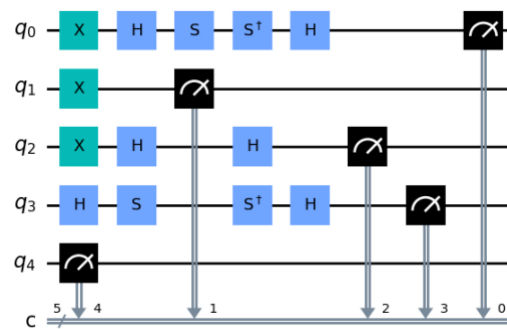 q0 X H S S† H
q1 X
q2 X H H
q3 H S S† H
q4
c 5 4 1 2 3 0